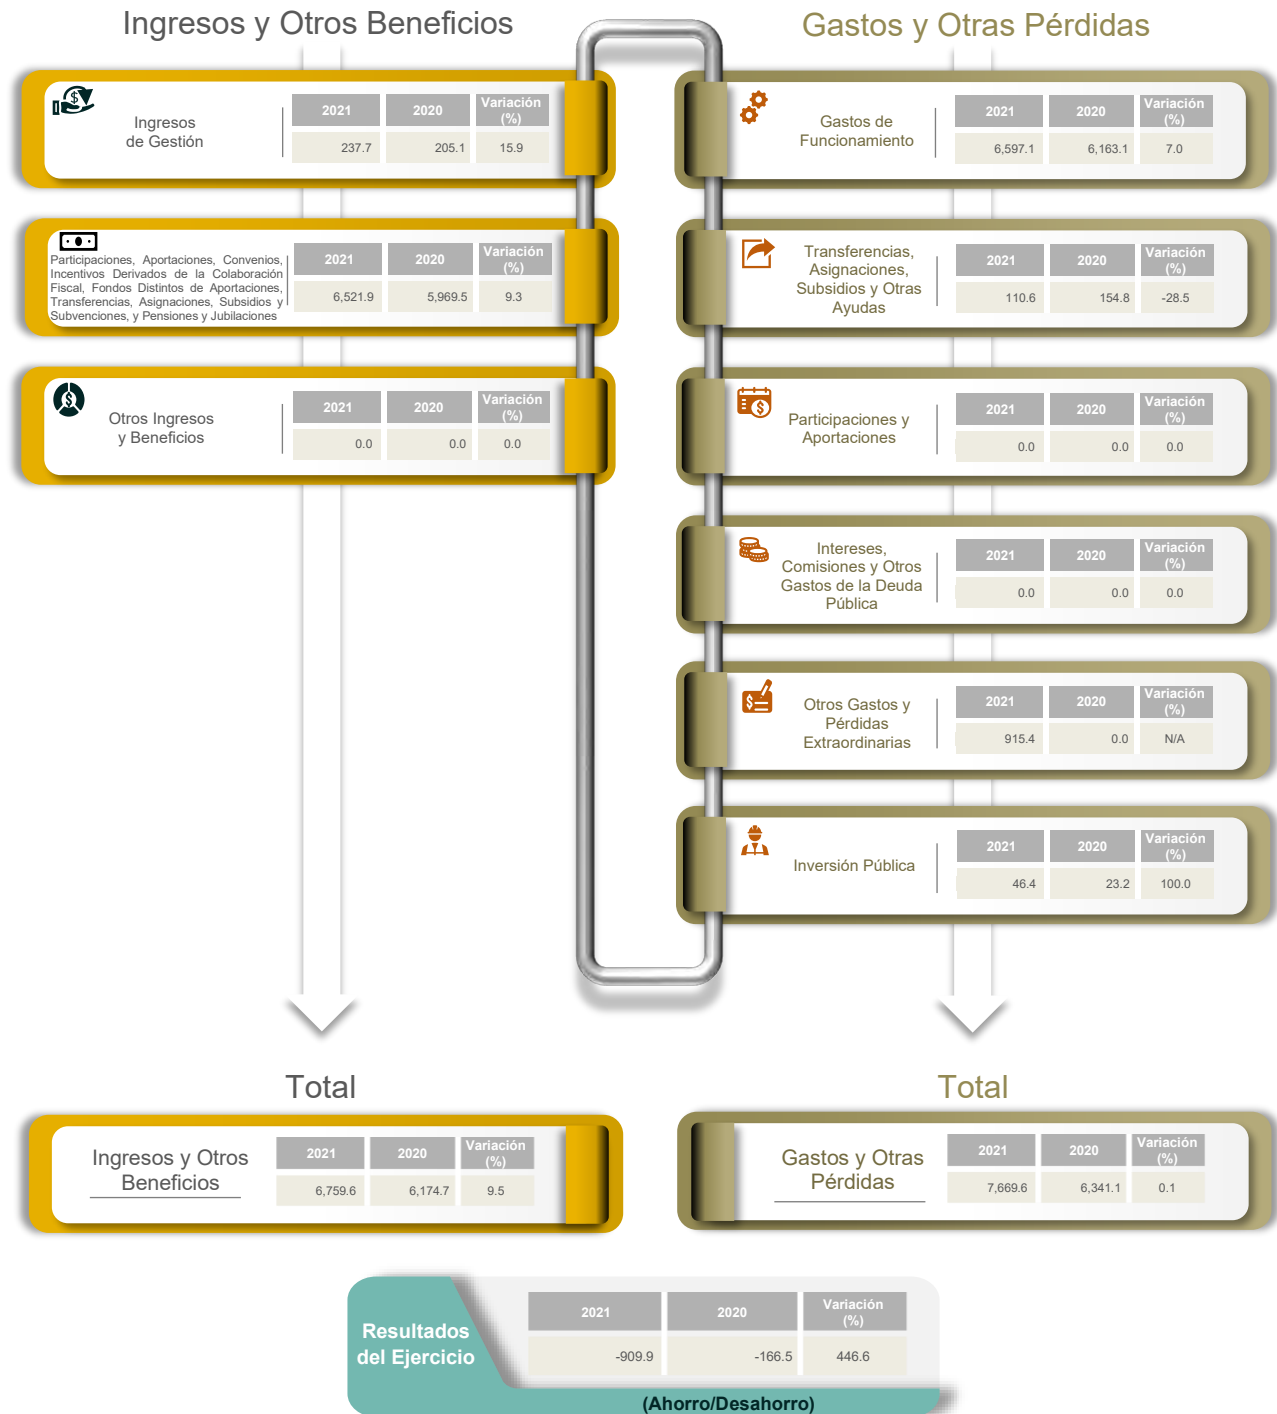 Ingresos y Otros Beneficios
Ingresos
de Gestión
2021 2020 Variación (%)
237.7 205.1 15.9
Participaciones, Aportaciones, Convenios,
Incentivos Derivados de la Colaboración
Fiscal, Fondos Distintos de Aportaciones,
Transferencias, Asignaciones, Subsidios y
Subvenciones, y Pensiones y Jubilaciones
2021 2020 Variación (%)
6,521.9 5,969.5 9.3
Otros Ingresos
y Beneficios
2021 2020 Variación (%)
0.0 0.0 0.0
Gastos y Otras Pérdidas
Gastos de
Funcionamiento
2021 2020 Variación (%)
6,597.1 6,163.1 7.0
Transferencias,
Asignaciones,
Subsidios y Otras
Ayudas
2021 2020 Variación (%)
110.6 154.8 -28.5
Participaciones y
Aportaciones
2021 2020 Variación (%)
0.0 0.0 0.0
Intereses,
Comisiones y Otros
Gastos de la Deuda
Pública
2021 2020 Variación (%)
0.0 0.0 0.0
Otros Gastos y
Pérdidas
Extraordinarias
2021 2020 Variación (%)
915.4 0.0 N/A
Inversión Pública
2021 2020 Variación (%)
46.4 23.2 100.0
Total
Ingresos y Otros
Beneficios
2021 2020 Variación (%)
6,759.6 6,174.7 9.5
Total
Gastos y Otras
Pérdidas
2021 2020 Variación (%)
7,669.6 6,341.1 0.1
Resultados
del Ejercicio
2021 2020 Variación (%)
-909.9 -166.5 446.6
(Ahorro/Desahorro)